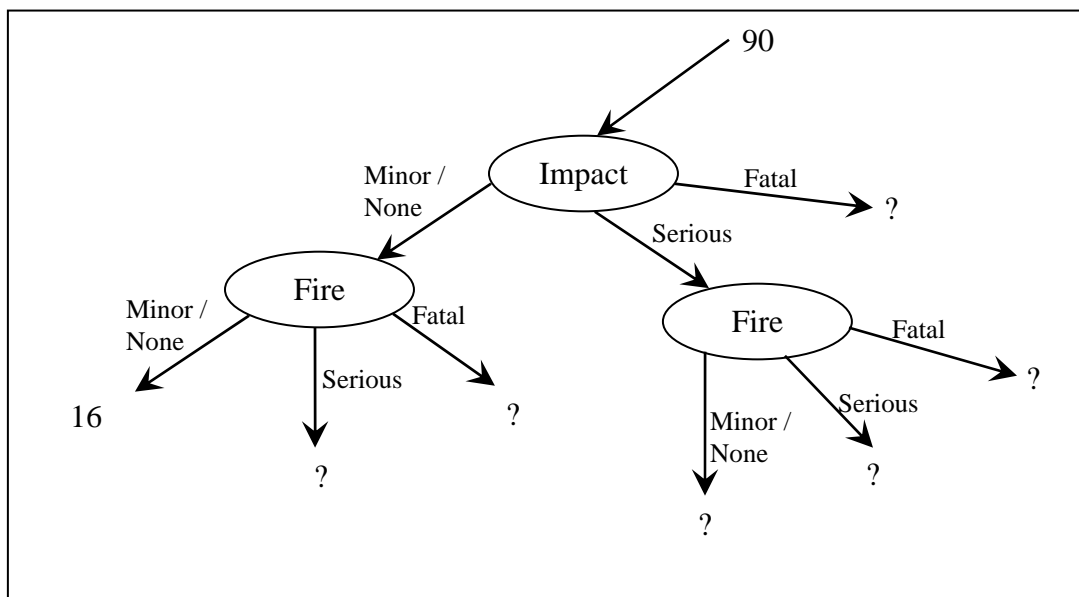 90
Impact
Minor /
None
Fatal
?
Serious
Fire
Minor /
None
Fatal
Serious
16
?
?
Fire
Fatal
?
Serious
Minor /
None
?
?